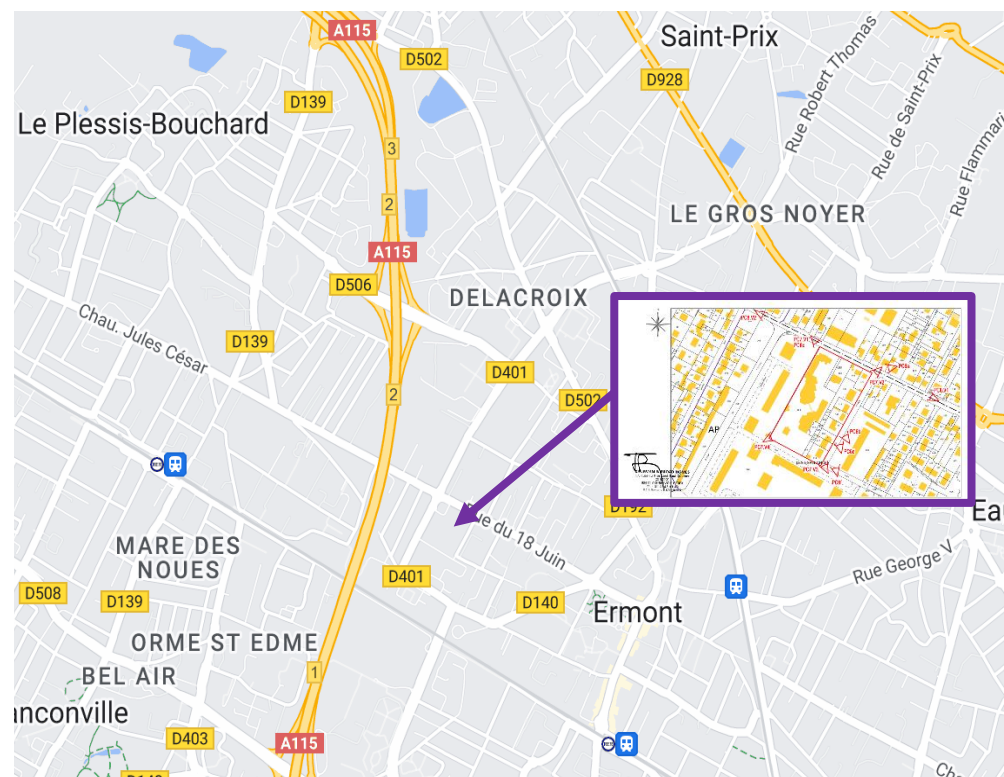 A115
Saint-Prix
D502
D928
Rue Robert Thomas
Rue de Saint-Prix
D139
Le Plessis-Bouchard
3
2
LE GROS NOYER
A115
D506
DELACROIX
Chau. Jules César
D139
D401
2
D502
AP
D192
Rue du 18 Juin
MARE DES
NOUES
Rue George V
D401
D508
D139
D140
Ermont
ORME ST EDME
BEL AIR
1
anconville
D403
A115